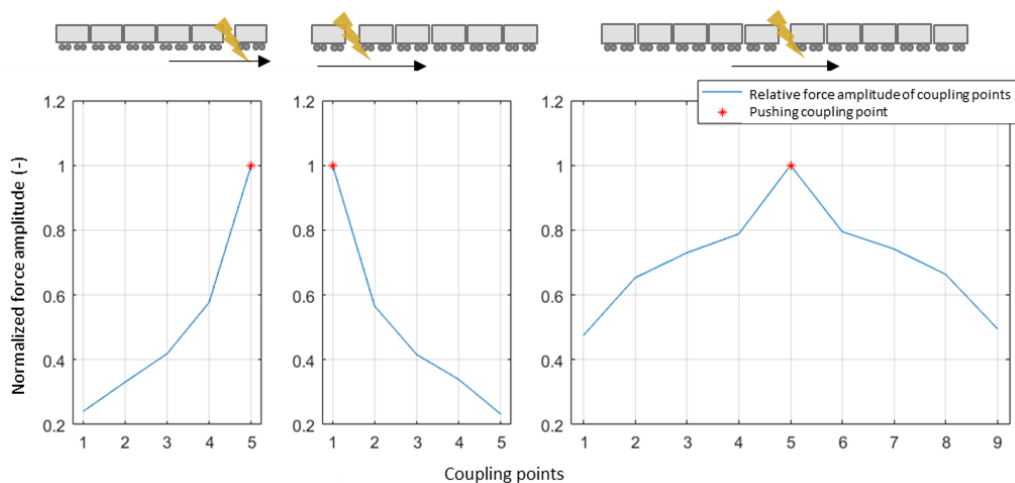 Relative force amplitude of coupling points
Pushing coupling point
Normalized force amplitude (-)
1.2
1
0.8
0.6
0.4
0.2
1 2 3 4 5
1.2
1
0.8
0.6
0.4
0.2
1 2 3 4 5
1.2
1
0.8
0.6
0.4
0.2
1 2 3 4 5 6 7 8 9
Coupling points